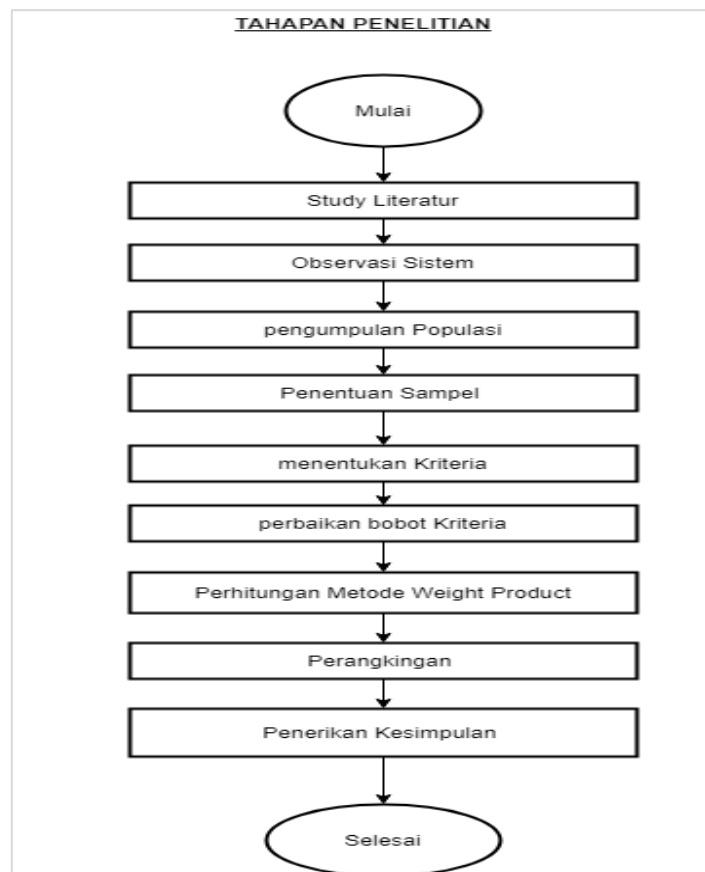 TAHAPAN PENELITIAN
Mulai
Study Literatur
Observasi Sistem
pengumpulan Populasi
Penentuan Sampel
menentukan Kriteria
perbaikan bobot Kriteria
Perhitungan Metode Weight Product
Perangkingan
Penerikan Kesimpulan
Selesai